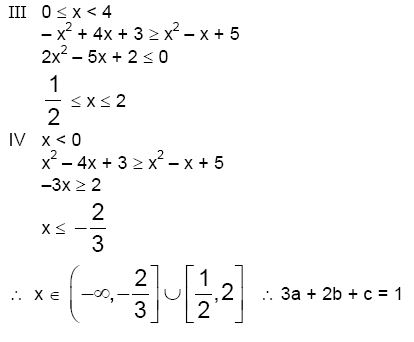 III 0 ≤ x < 4
– x² + 4x + 3 ≥ x² – x + 5
2x² – 5x + 2 ≤ 0
1/2 ≤ x ≤ 2
IV x < 0
x² – 4x + 3 ≥ x² – x + 5
–3x ≥ 2
x ≤ –2/3
∴ x ∈ (–∞, –2/3] ∪ [1/2, 2] ∴ 3a + 2b + c = 1